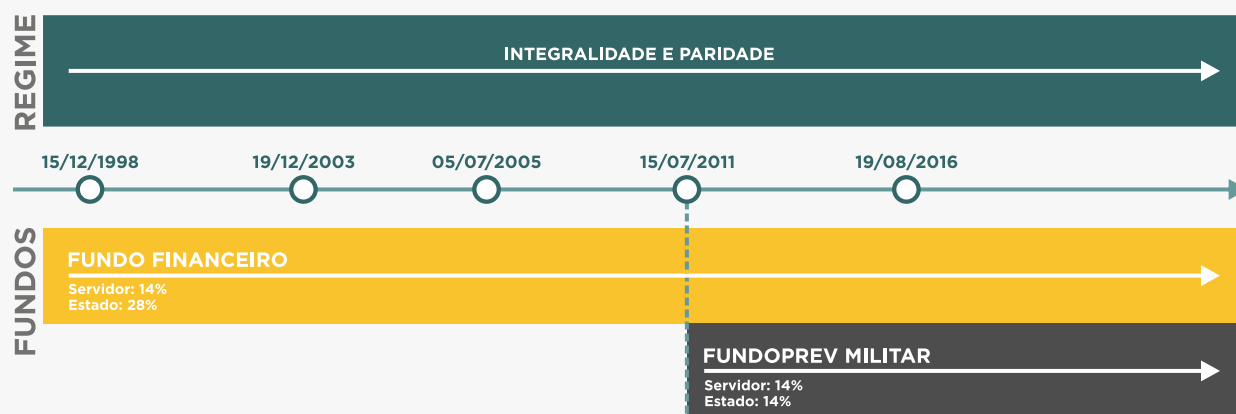 REGIME
INTEGRALIDADE E PARIDADE
15/12/1998
19/12/2003
05/07/2005
15/07/2011
19/08/2016
FUNDOS
FUNDO FINANCEIRO
Servidor: 14%
Estado: 28%
FUNDOPREV MILITAR
Servidor: 14%
Estado: 14%